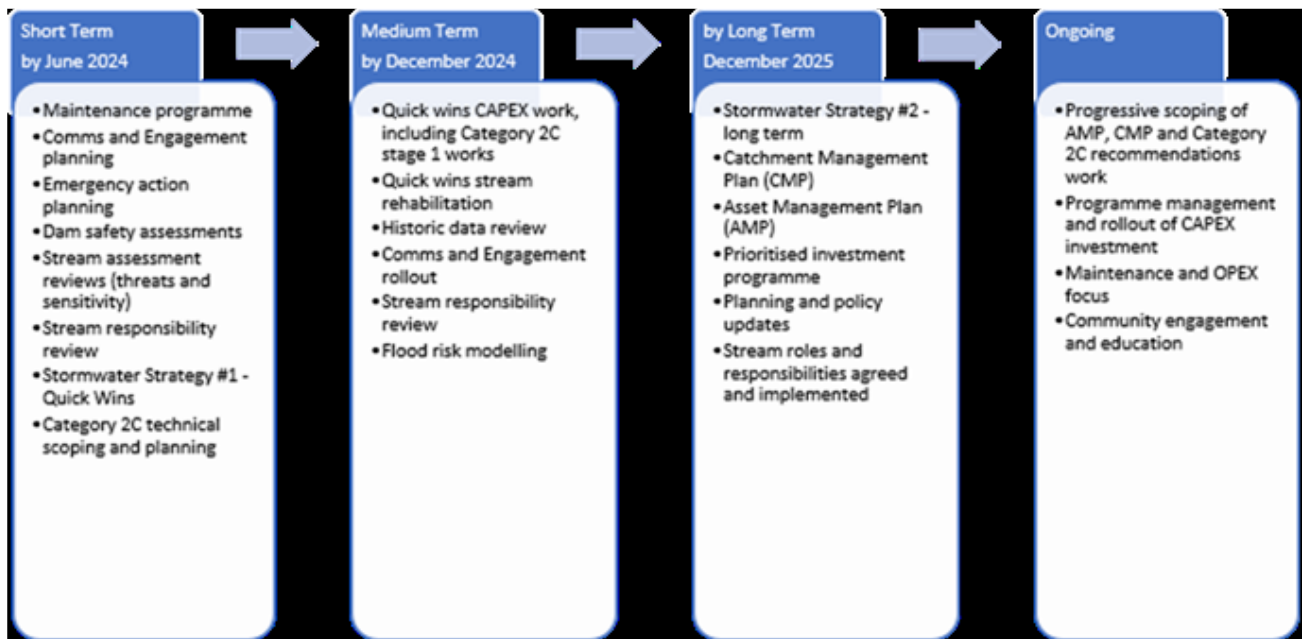 Short Term
by June 2024
•Maintenance programme
•Comms and Engagement
planning
•Emergency action
planning
•Dam safety assessments
•Stream assessment
reviews (threats and
sensitivity)
•Stream responsibility
review
•Stormwater Strategy #1 -
Quick Wins
•Category 2C technical
scoping and planning
Medium Term
by December 2024
•Quick wins CAPEX work,
including Category 2C
stage 1 works
•Quick wins stream
rehabilitation
•Historic data review
•Comms and Engagement
rollout
•Stream responsibility
review
•Flood risk modelling
by Long Term
December 2025
•Stormwater Strategy #2 -
long term
•Catchment Management
Plan (CMP)
•Asset Management Plan
(AMP)
•Prioritised investment
programme
•Planning and policy
updates
•Stream roles and
responsibilities agreed
and implemented
Ongoing
•Progressive scoping of
AMP, CMP and Category
2C recommendations
work
•Programme management
and rollout of CAPEX
investment
•Maintenance and OPEX
focus
•Community engagement
and education